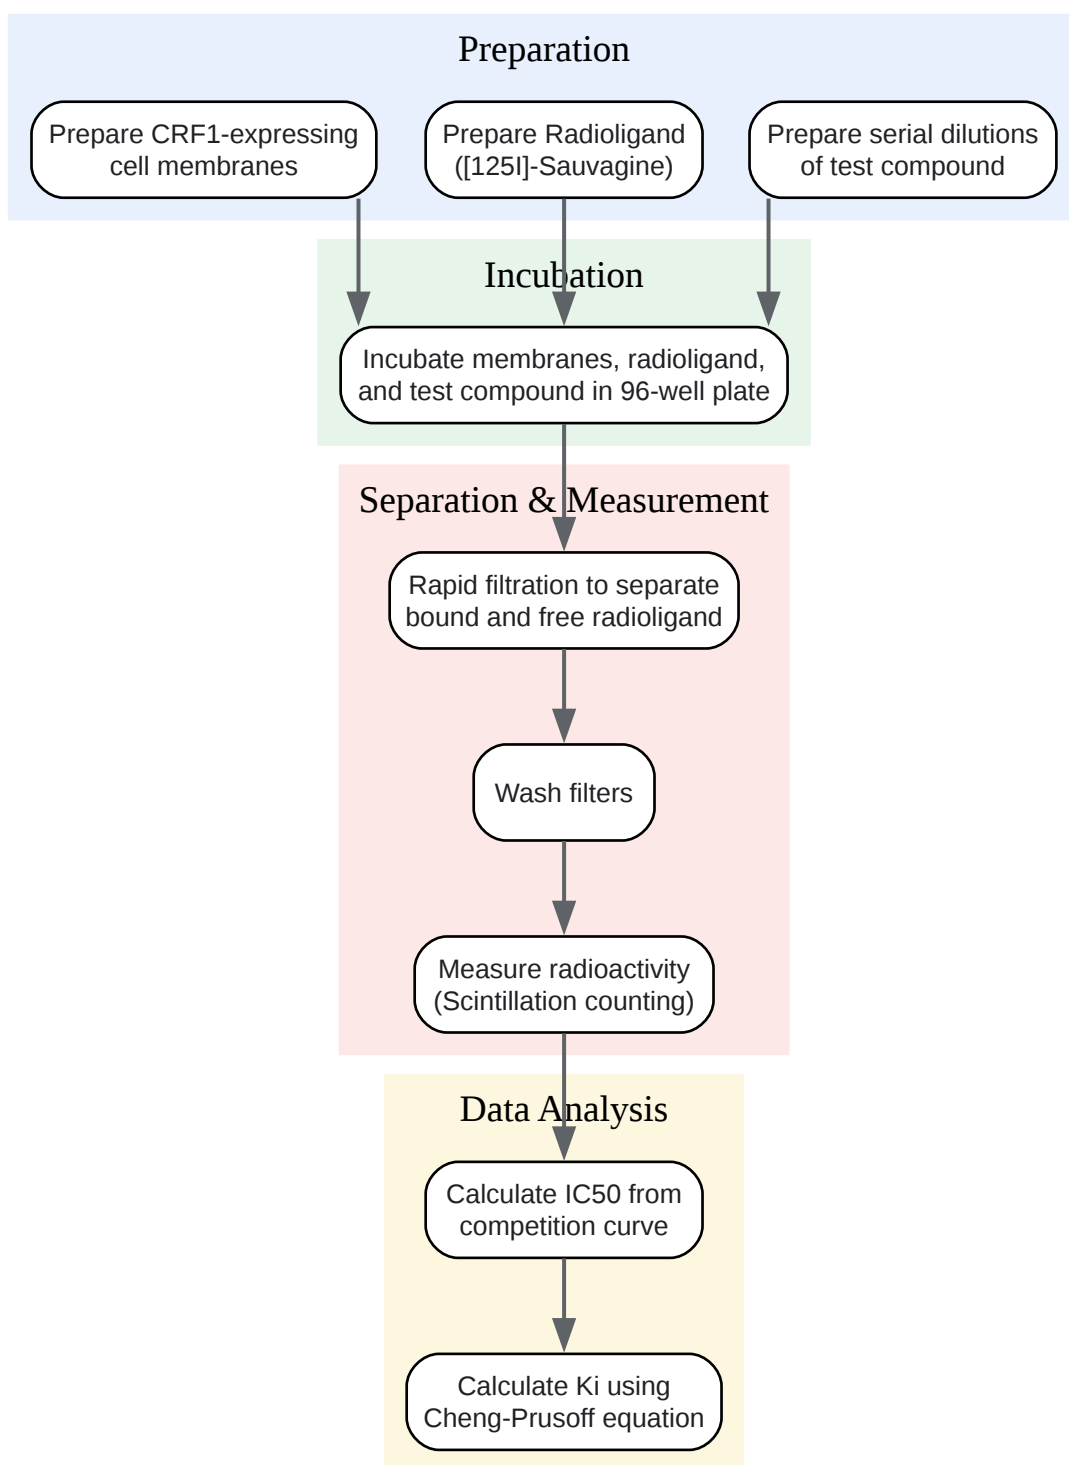 Preparation
Prepare CRF1-expressing
cell membranes
Prepare Radioligand
([125I]-Sauvagine)
Prepare serial dilutions
of test compound
Incubation
Incubate membranes, radioligand,
and test compound in 96-well plate
Separation & Measurement
Rapid filtration to separate
bound and free radioligand
Wash filters
Measure radioactivity
(Scintillation counting)
Data Analysis
Calculate IC50 from
competition curve
Calculate Ki using
Cheng-Prusoff equation